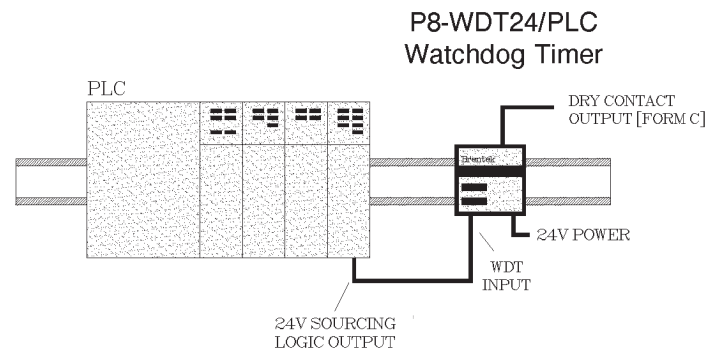 P8-WDT24/PLC
Watchdog Timer
PLC
DRY CONTACT
OUTPUT [FORM C]
Brentek
24V POWER
WDT
INPUT
24V SOURCING
LOGIC OUTPUT